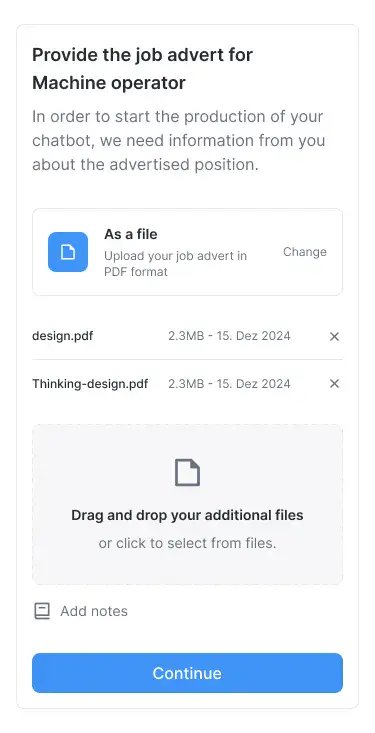 Provide the job advert for
Machine operator
In order to start the production of your
chatbot, we need information from you
about the advertised position.
As a file
Upload your job advert in
PDF format
Change
design.pdf 2.3MB - 15. Dez 2024
Thinking-design.pdf 2.3MB - 15. Dez 2024
Drag and drop your additional files
or click to select from files.
Add notes
Continue